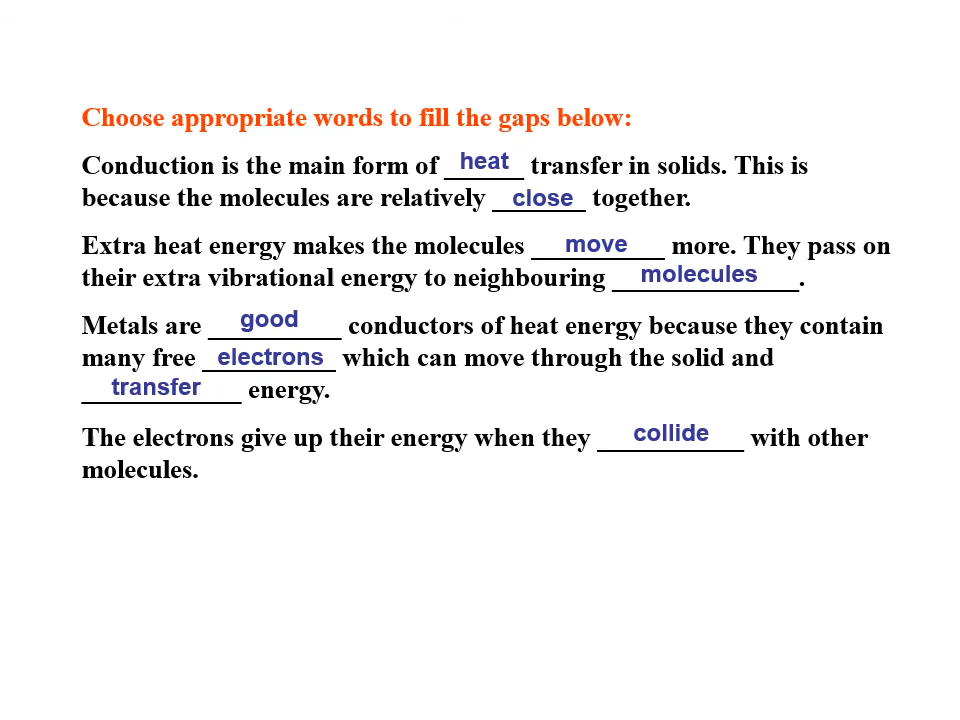 Choose appropriate words to fill the gaps below:
Conduction is the main form of heat transfer in solids. This is
because the molecules are relatively close together.
Extra heat energy makes the molecules move more. They pass on
their extra vibrational energy to neighbouring molecules.
Metals are good conductors of heat energy because they contain
many free electrons which can move through the solid and
transfer energy.
The electrons give up their energy when they collide with other
molecules.